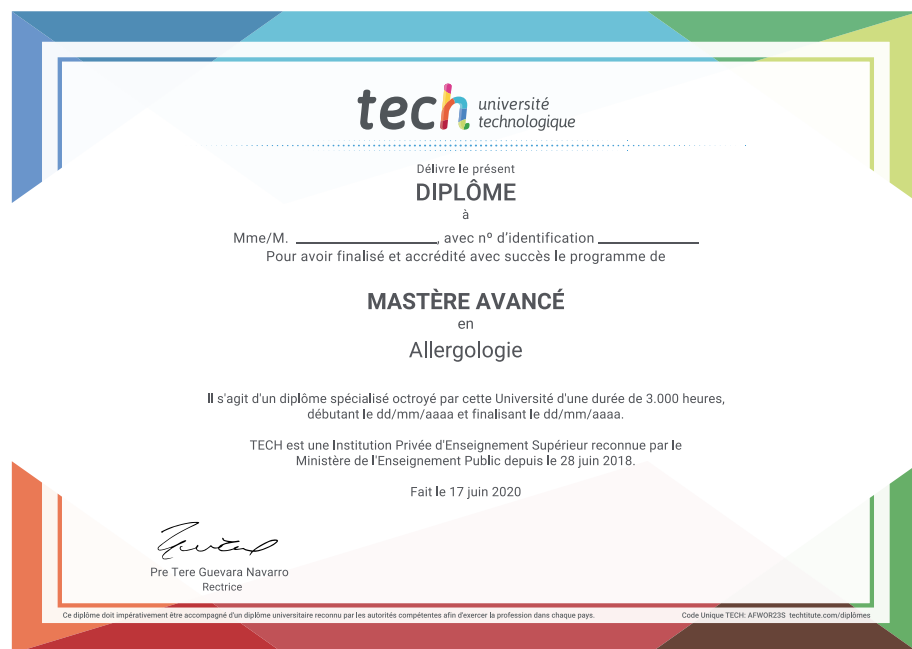 tech université
technologique
Délivre le présent
DIPLÔME
à
Mme/M. ____________________, avec nº d'identification ______________
Pour avoir finalisé et accrédité avec succès le programme de
MASTÈRE AVANCÉ
en
Allergologie
Il s'agit d'un diplôme spécialisé octroyé par cette Université d'une durée de 3.000 heures,
débutant le dd/mm/aaaa et finalisant le dd/mm/aaaa.
TECH est une Institution Privée d'Enseignement Supérieur reconnue par le
Ministère de l'Enseignement Public depuis le 28 juin 2018.
Fait le 17 juin 2020
Pre Tere Guevara Navarro
Rectrice
Ce diplôme doit impérativement être accompagné d'un diplôme universitaire reconnu par les autorités compétentes afin d'exercer la profession dans chaque pays. Code Unique TECH: AFWOR23S techtitute.com/diplômes